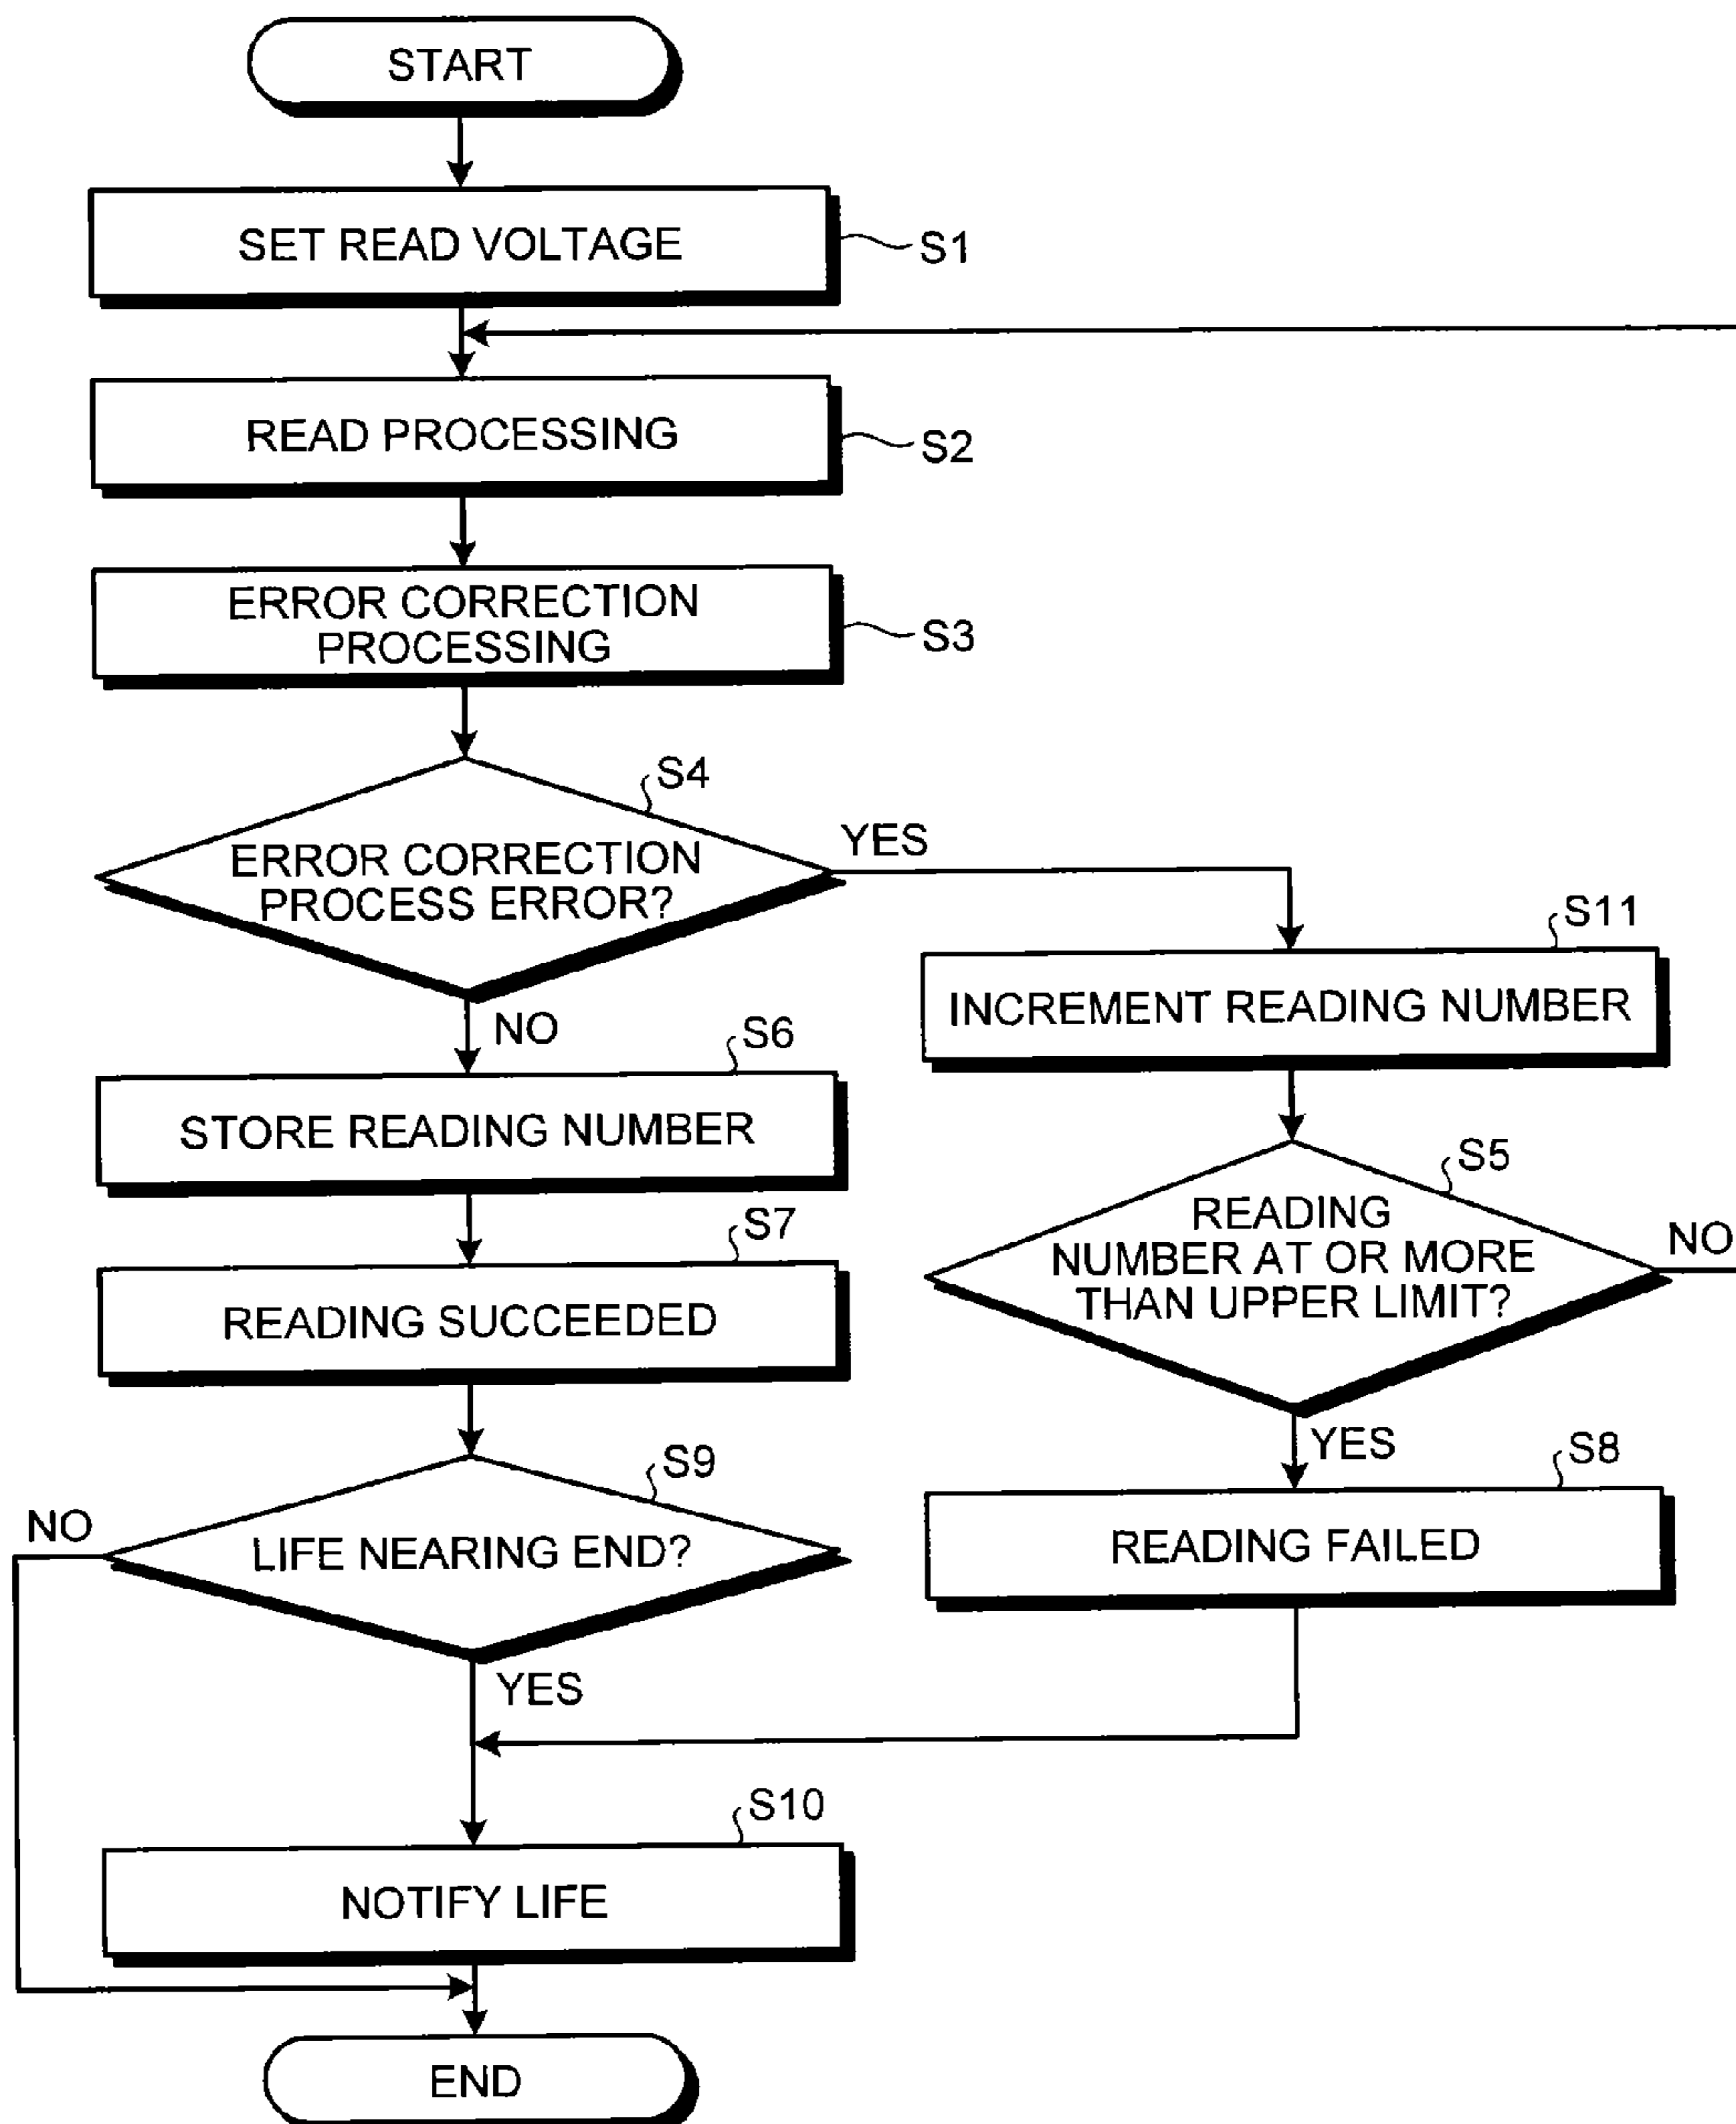 START
SET READ VOLTAGE
S1
READ PROCESSING
S2
ERROR CORRECTION
PROCESSING
S3
S4
ERROR CORRECTION
PROCESS ERROR?
YES
NO
S11
INCREMENT READING NUMBER
S6
STORE READING NUMBER
S5
READING
NUMBER AT OR MORE
THAN UPPER LIMIT?
NO
YES
S7
READING SUCCEEDED
S8
READING FAILED
S9
LIFE NEARING END?
NO
YES
S10
NOTIFY LIFE
END